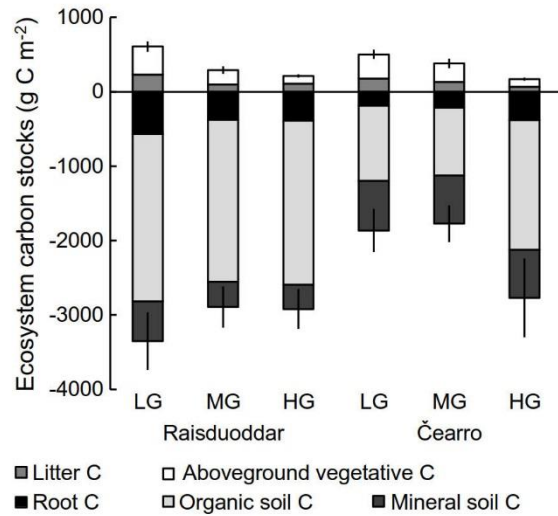 Ecosystem carbon stocks (g C m-2)
1000
0
-1000
-2000
-3000
-4000
LG MG HG LG MG HG
Raisduoddar Čearro
Litter C Aboveground vegetative C
Root C Organic soil C Mineral soil C